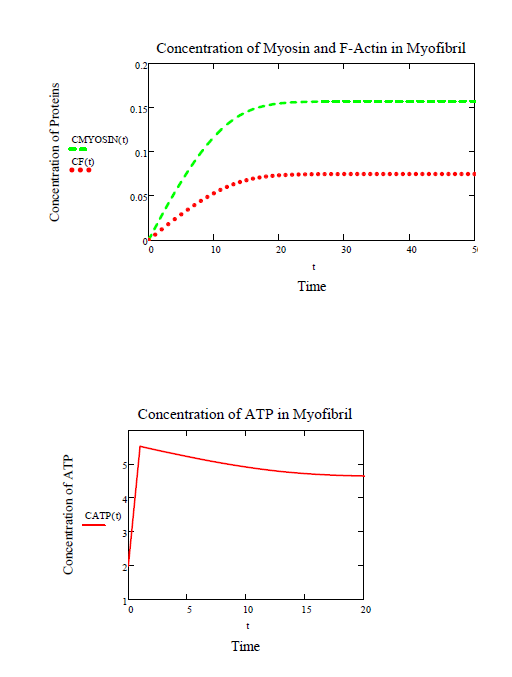 Concentration of Myosin and F-Actin in Myofibril
0.2
0.15
0.1
0.05
0
Concentration of Proteins
CMYOSIN(t)
CF(t)
0 10 20 30 40 50
t
Time
Concentration of ATP in Myofibril
5
4
3
2
1
Concentration of ATP
CATP(t)
0 5 10 15 20
t
Time